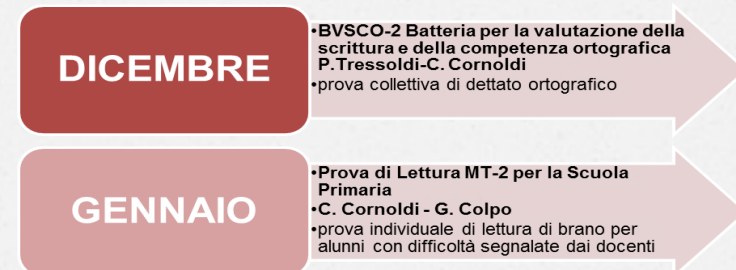 DICEMBRE
•BVSCO-2 Batteria per la valutazione della
scrittura e della competenza ortografica
P.Tressoldi-C. Cornoldi
•prova collettiva di dettato ortografico
GENNAIO
•Prova di Lettura MT-2 per la Scuola
Primaria
•C. Cornoldi - G. Colpo
•prova individuale di lettura di brano per
alunni con difficoltà segnalate dai docenti